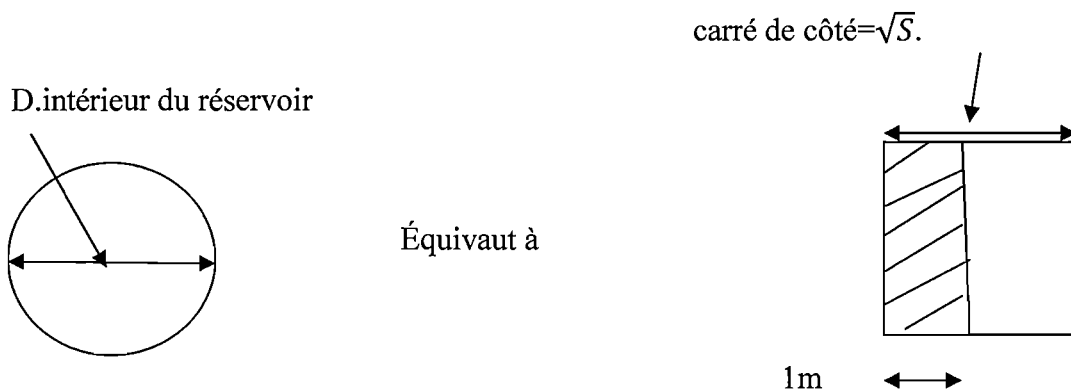 carré de côté=√S.
D.intérieur du réservoir
Équivaut à
1m